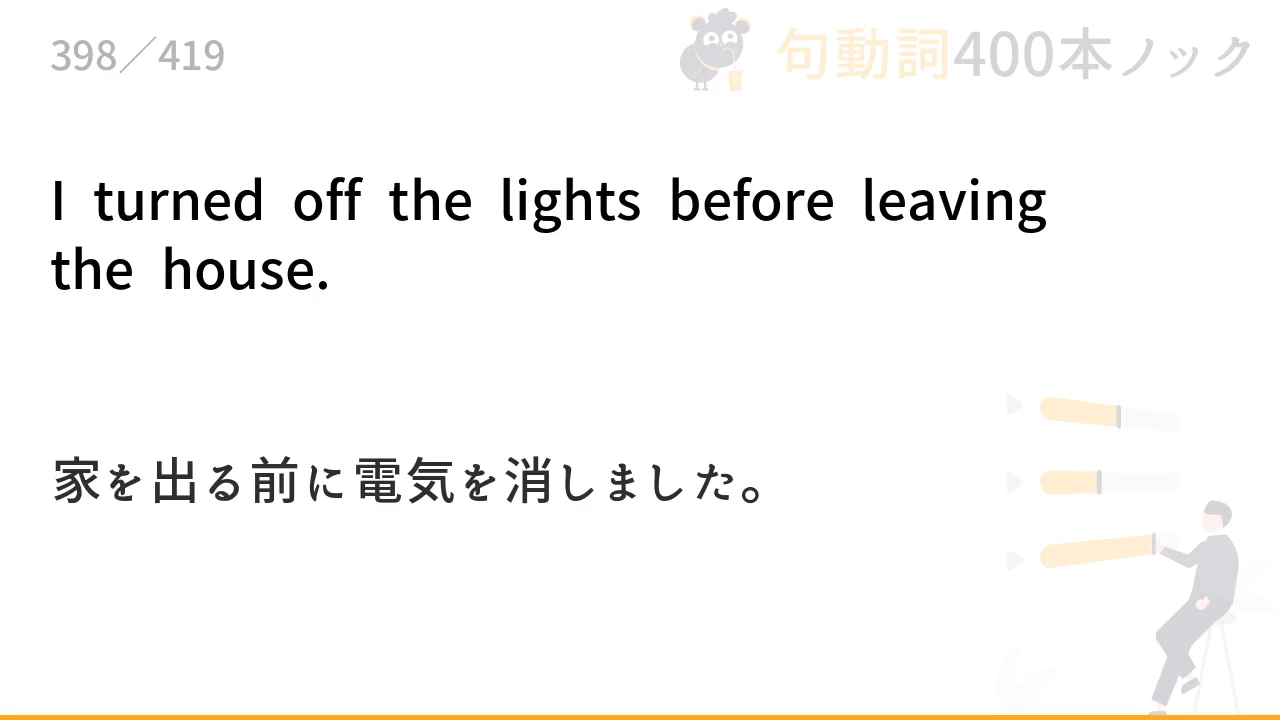 398／419
句動詞400本ノック
I turned off the lights before leaving
the house.
家を出る前に電気を消しました。